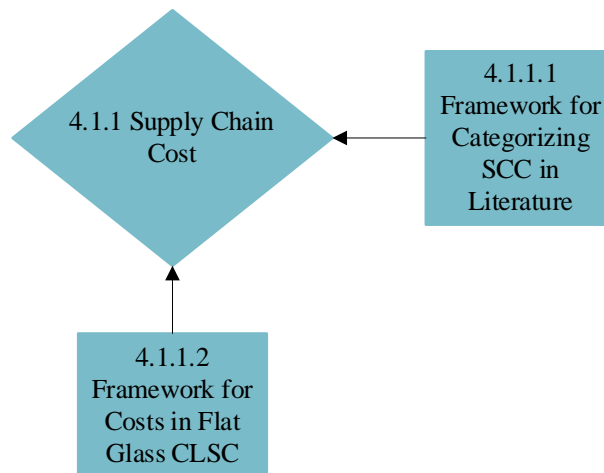 4.1.1 Supply Chain
Cost
4.1.1.1
Framework for
Categorizing
SCC in
Literature
4.1.1.2
Framework for
Costs in Flat
Glass CLSC